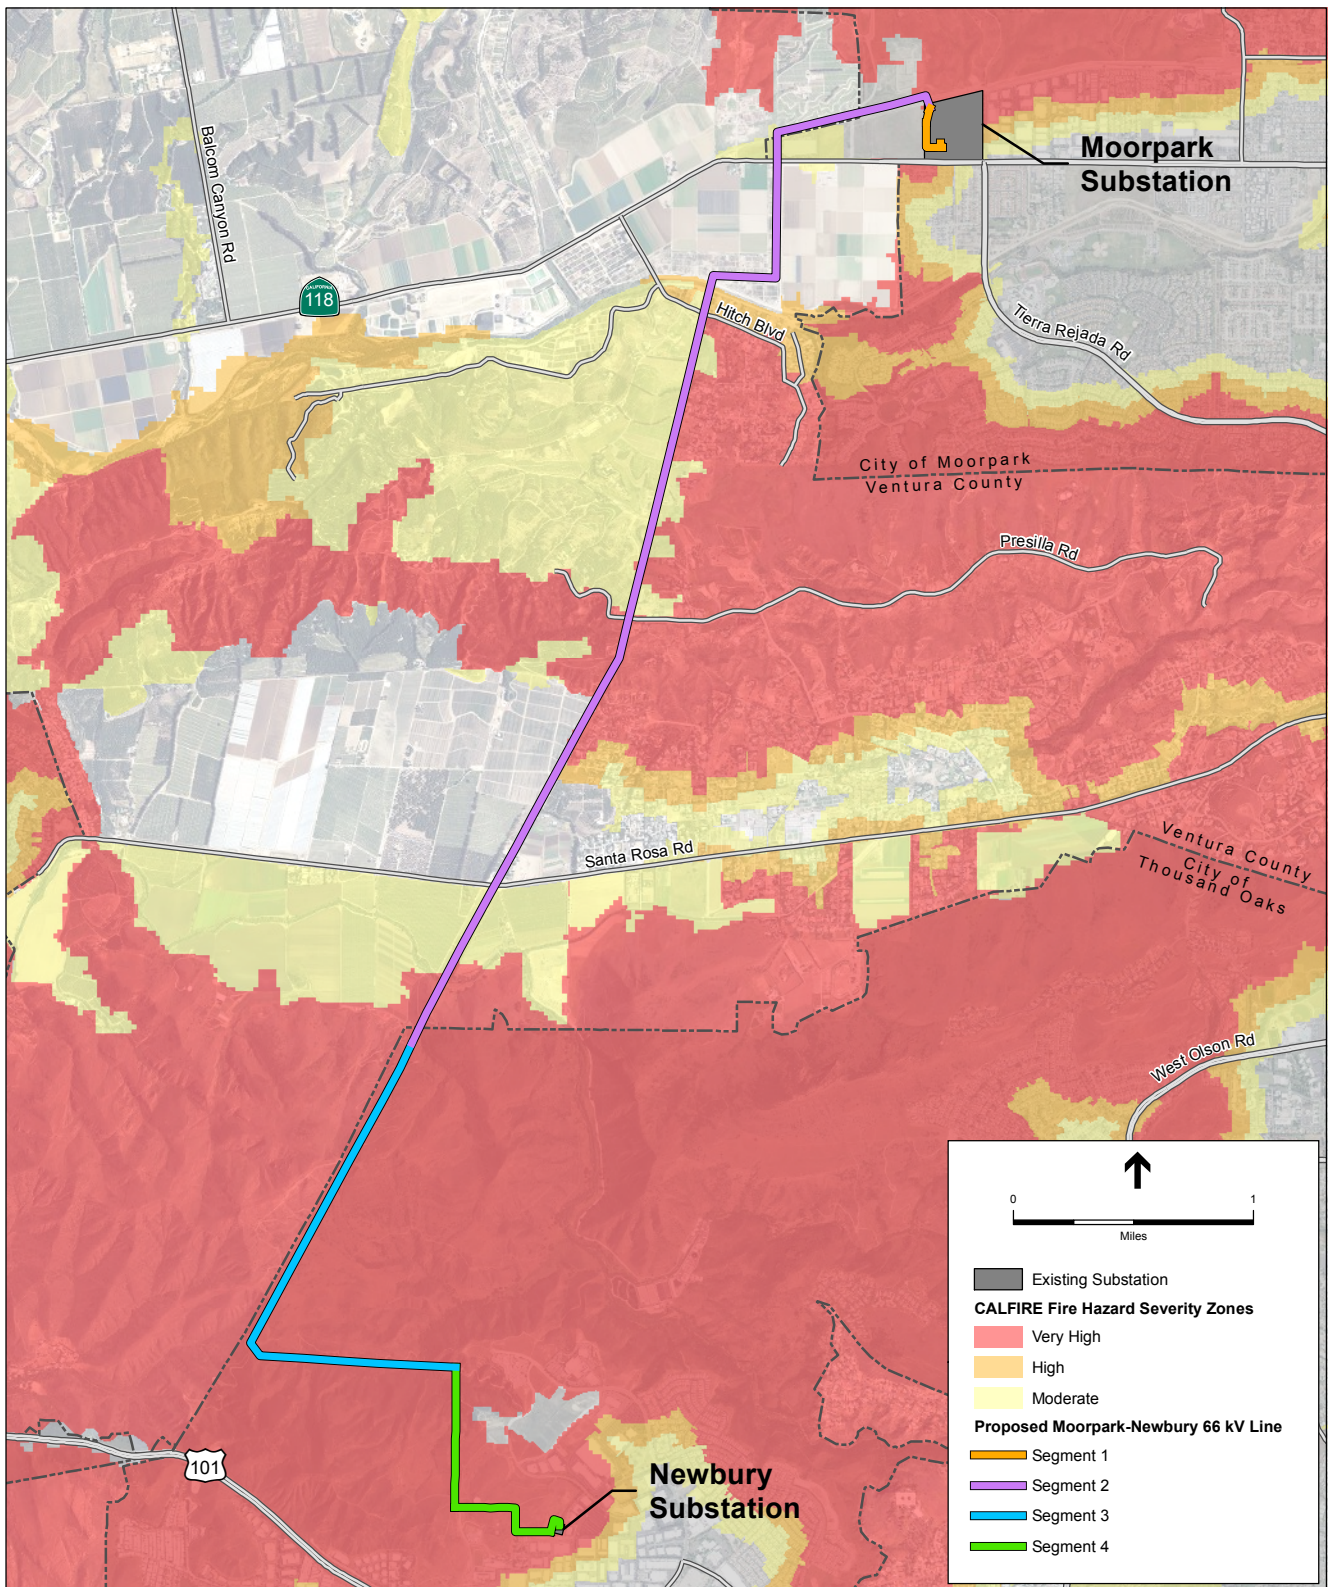 Moorpark
Substation
Balcom Canyon Rd
CALIFORNIA
118
Hitch Blvd
Tierra Rejada Rd
City of Moorpark
Ventura County
Presilla Rd
Santa Rosa Rd
Ventura County
City of
Thousand Oaks
West Olson Rd
101
Newbury
Substation
0 1
Miles
Existing Substation
CALFIRE Fire Hazard Severity Zones
Very High
High
Moderate
Proposed Moorpark-Newbury 66 kV Line
Segment 1
Segment 2
Segment 3
Segment 4